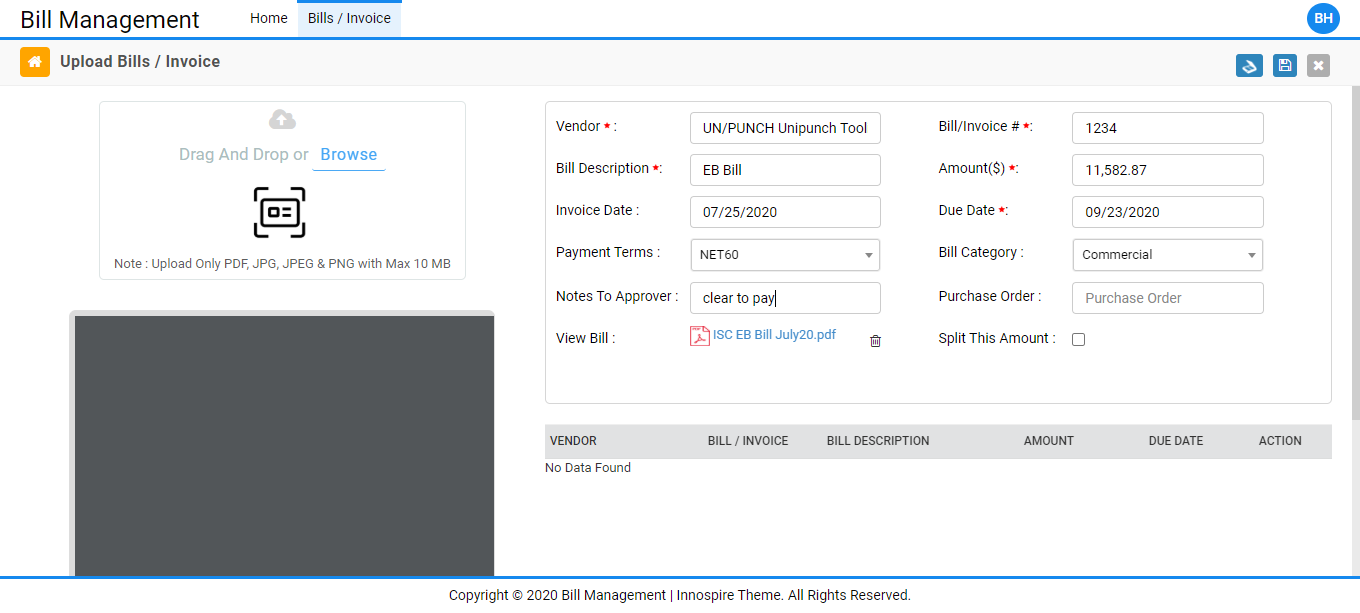 Bill Management Home Bills / Invoice BH
Upload Bills / Invoice
Drag And Drop or Browse
Note : Upload Only PDF, JPG, JPEG & PNG with Max 10 MB
Vendor * : UN/PUNCH Unipunch Tool Bill/Invoice # *: 1234
Bill Description *: EB Bill Amount($) *: 11,582.87
Invoice Date : 07/25/2020 Due Date *: 09/23/2020
Payment Terms : NET60 Bill Category : Commercial
Notes To Approver : clear to pay Purchase Order : Purchase Order
View Bill : ISC EB Bill July20.pdf Split This Amount :
VENDOR BILL / INVOICE BILL DESCRIPTION AMOUNT DUE DATE ACTION
No Data Found
Copyright © 2020 Bill Management | Innospire Theme. All Rights Reserved.